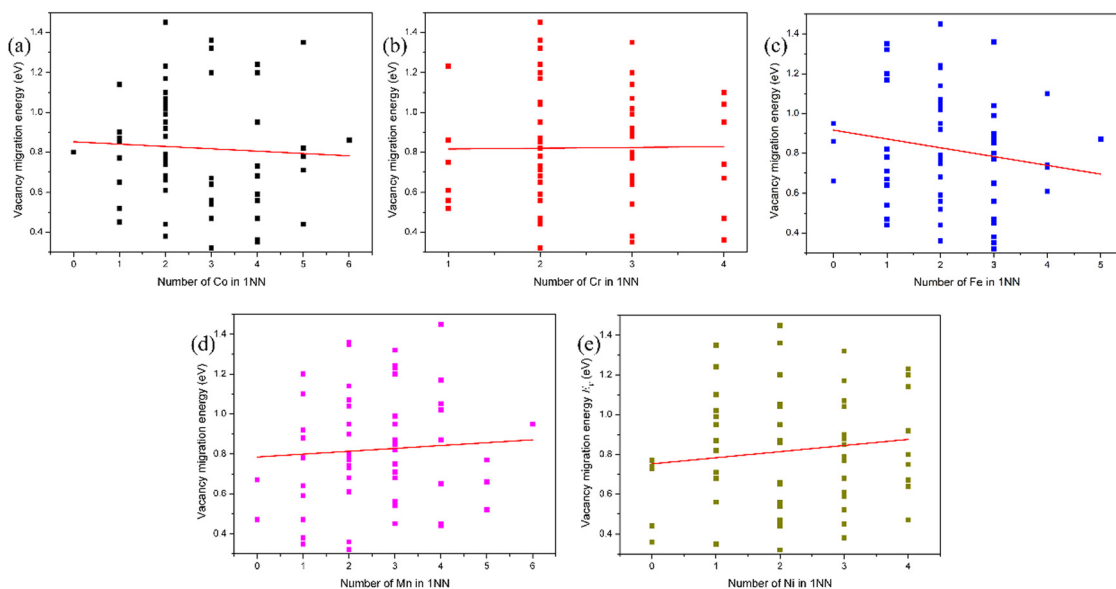 (a)
Vacancy migration energy (eV)
1.4
1.2
1.0
0.8
0.6
0.4
0 1 2 3 4 5 6
Number of Co in 1NN
(b)
Vacancy migration energy (eV)
1.4
1.2
1.0
0.8
0.6
0.4
1 2 3 4
Number of Cr in 1NN
(c)
Vacancy migration energy (eV)
1.4
1.2
1.0
0.8
0.6
0.4
0 1 2 3 4 5
Number of Fe in 1NN
(d)
Vacancy migration energy (eV)
1.4
1.2
1.0
0.8
0.6
0.4
0 1 2 3 4 5 6
Number of Mn in 1NN
(e)
Vacancy migration energy (eV)
1.4
1.2
1.0
0.8
0.6
0.4
0 1 2 3 4
Number of Ni in 1NN